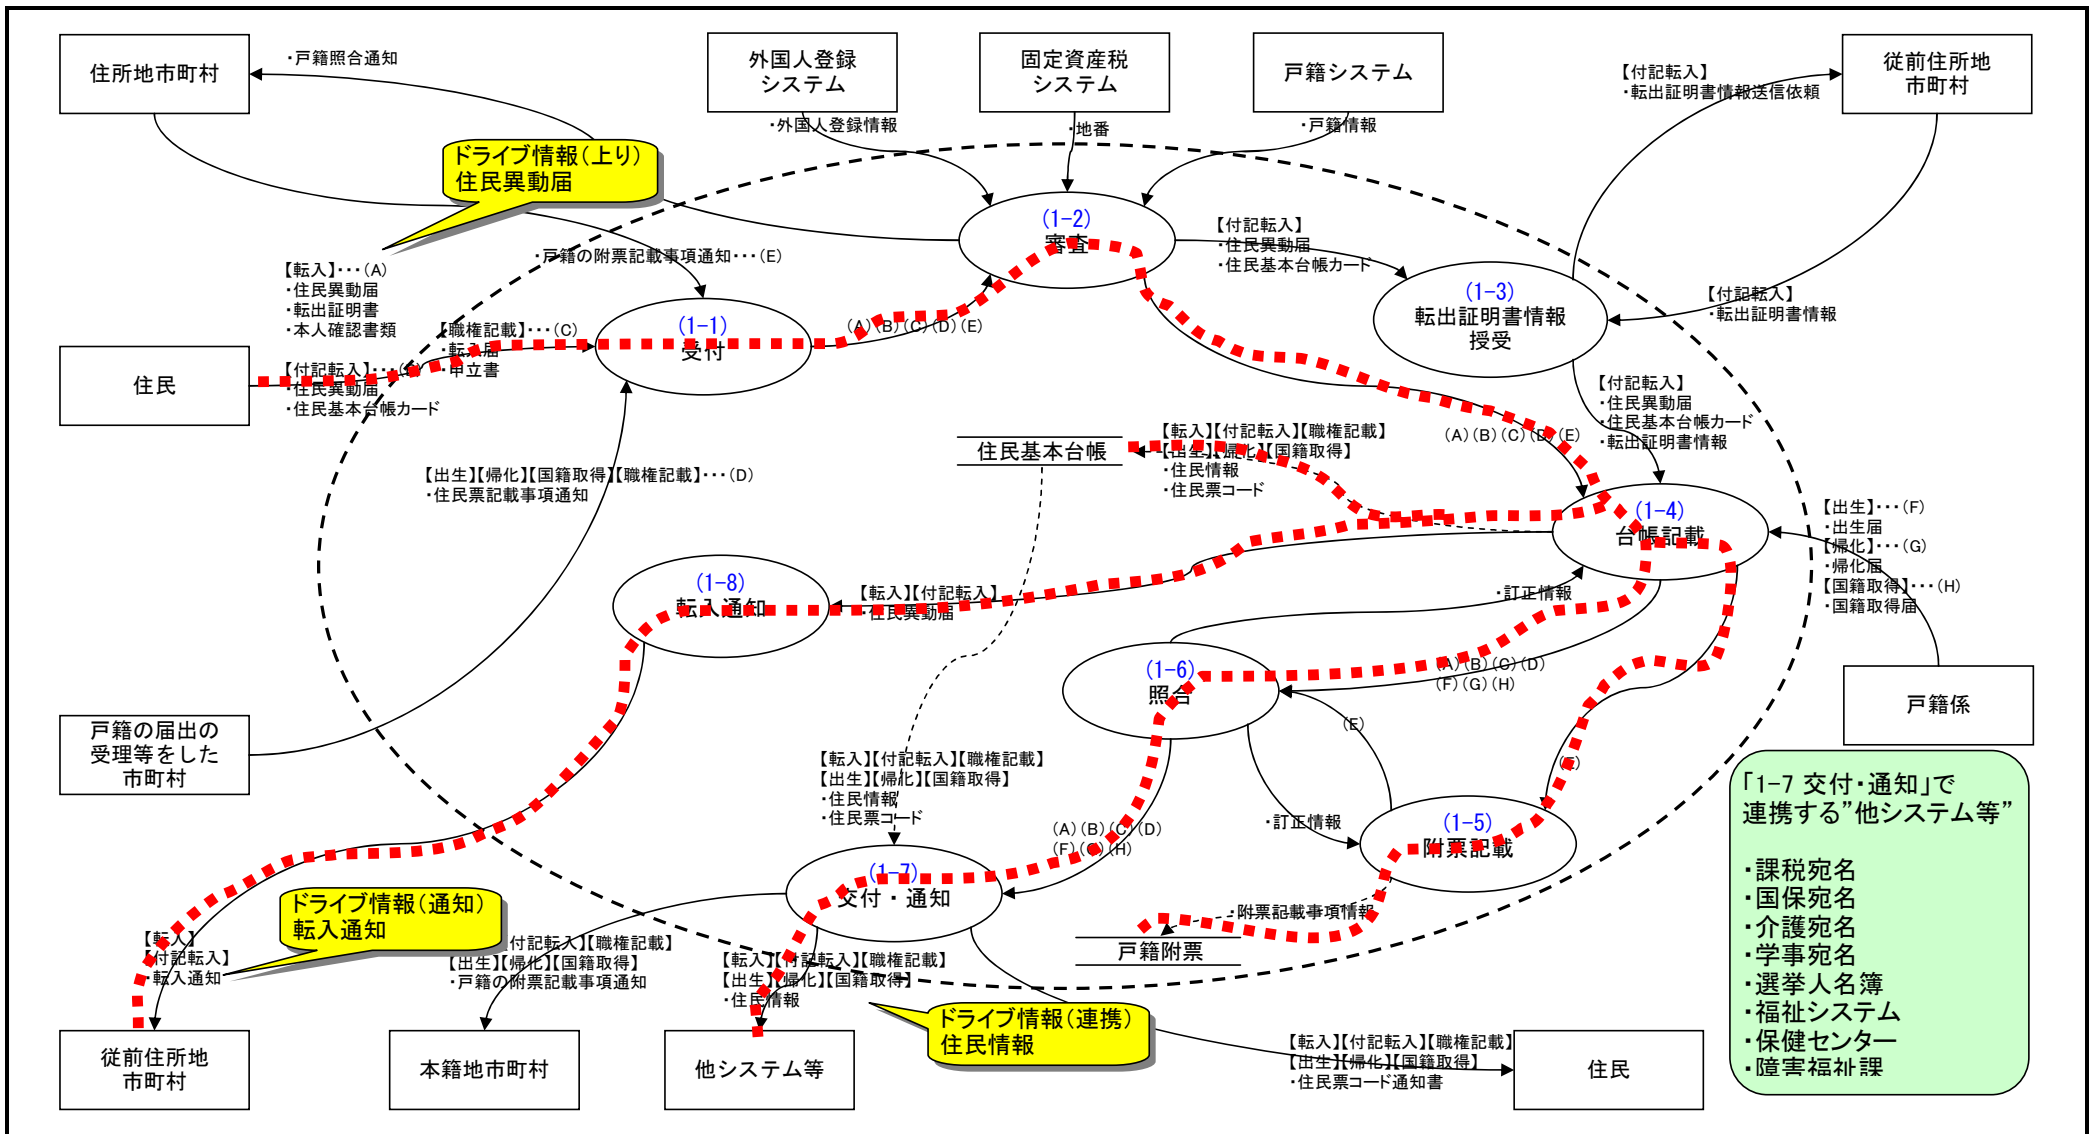 住所地市町村
・戸籍照合通知
外国人登録
システム
・外国人登録情報
固定資産税
システム
・地番
戸籍システム
・戸籍情報
【付記転入】
・転出証明書情報送信依頼
従前住所地
市町村
ドライブ情報(上り)
住民異動届
(1-2)
審査
【付記転入】
・住民異動届
・住民基本台帳カード
・戸籍の附票記載事項通知・・・(E)
【転入】・・・(A)
・住民異動届
・転出証明書
・本人確認書類
(1-3)
転出証明書情報
授受
【付記転入】
・転出証明書情報
【職権記載】・・・(C)
・転入届
・申立書
(1-1)
受付
(A)(B)(C)(D)(E)
住民
【付記転入】・・・
・住民異動届
・住民基本台帳カード
【付記転入】
・住民異動届
・住民基本台帳カード
・転出証明書情報
(A)(B)(C)(D)(E)
住民基本台帳
【転入】【付記転入】【職権記載】
【出生】【帰化】【国籍取得】
・住民情報
・住民票コード
【出生】【帰化】【国籍取得】【職権記載】・・・(D)
・住民票記載事項通知
(1-4)
台帳記載
【出生】・・・(F)
・出生届
【帰化】・・・(G)
・帰化届
【国籍取得】・・・(H)
・国籍取得届
(1-8)
転入通知
【転入】【付記転入】
・住民異動届
・訂正情報
(1-6)
照合
(A)(B)(C)(D)
(F)(G)(H)
戸籍係
戸籍の届出の
受理等をした
市町村
(E)
(E)
【転入】【付記転入】【職権記載】
【出生】【帰化】【国籍取得】
・住民情報
・住民票コード
(A)(B)(C)(D)
(F)(G)(H)
・訂正情報
(1-5)
附票記載
「1-7 交付・通知」で
連携する”他システム等”
・課税宛名
・国保宛名
・介護宛名
・学事宛名
・選挙人名簿
・福祉システム
・保健センター
・障害福祉課
(1-7)
交付・通知
・附票記載事項情報
戸籍附票
ドライブ情報(通知)
転入通知
【転入】
【付記転入】
・転入通知
付記転入】【職権記載】
【出生】【帰化】【国籍取得】
・戸籍の附票記載事項通知
【転入】【付記転入】【職権記載】
【出生】【帰化】【国籍取得】
・住民情報
ドライブ情報(連携)
住民情報
【転入】【付記転入】【職権記載】
【出生】【帰化】【国籍取得】
・住民票コード通知書
従前住所地
市町村
本籍地市町村
他システム等
住民